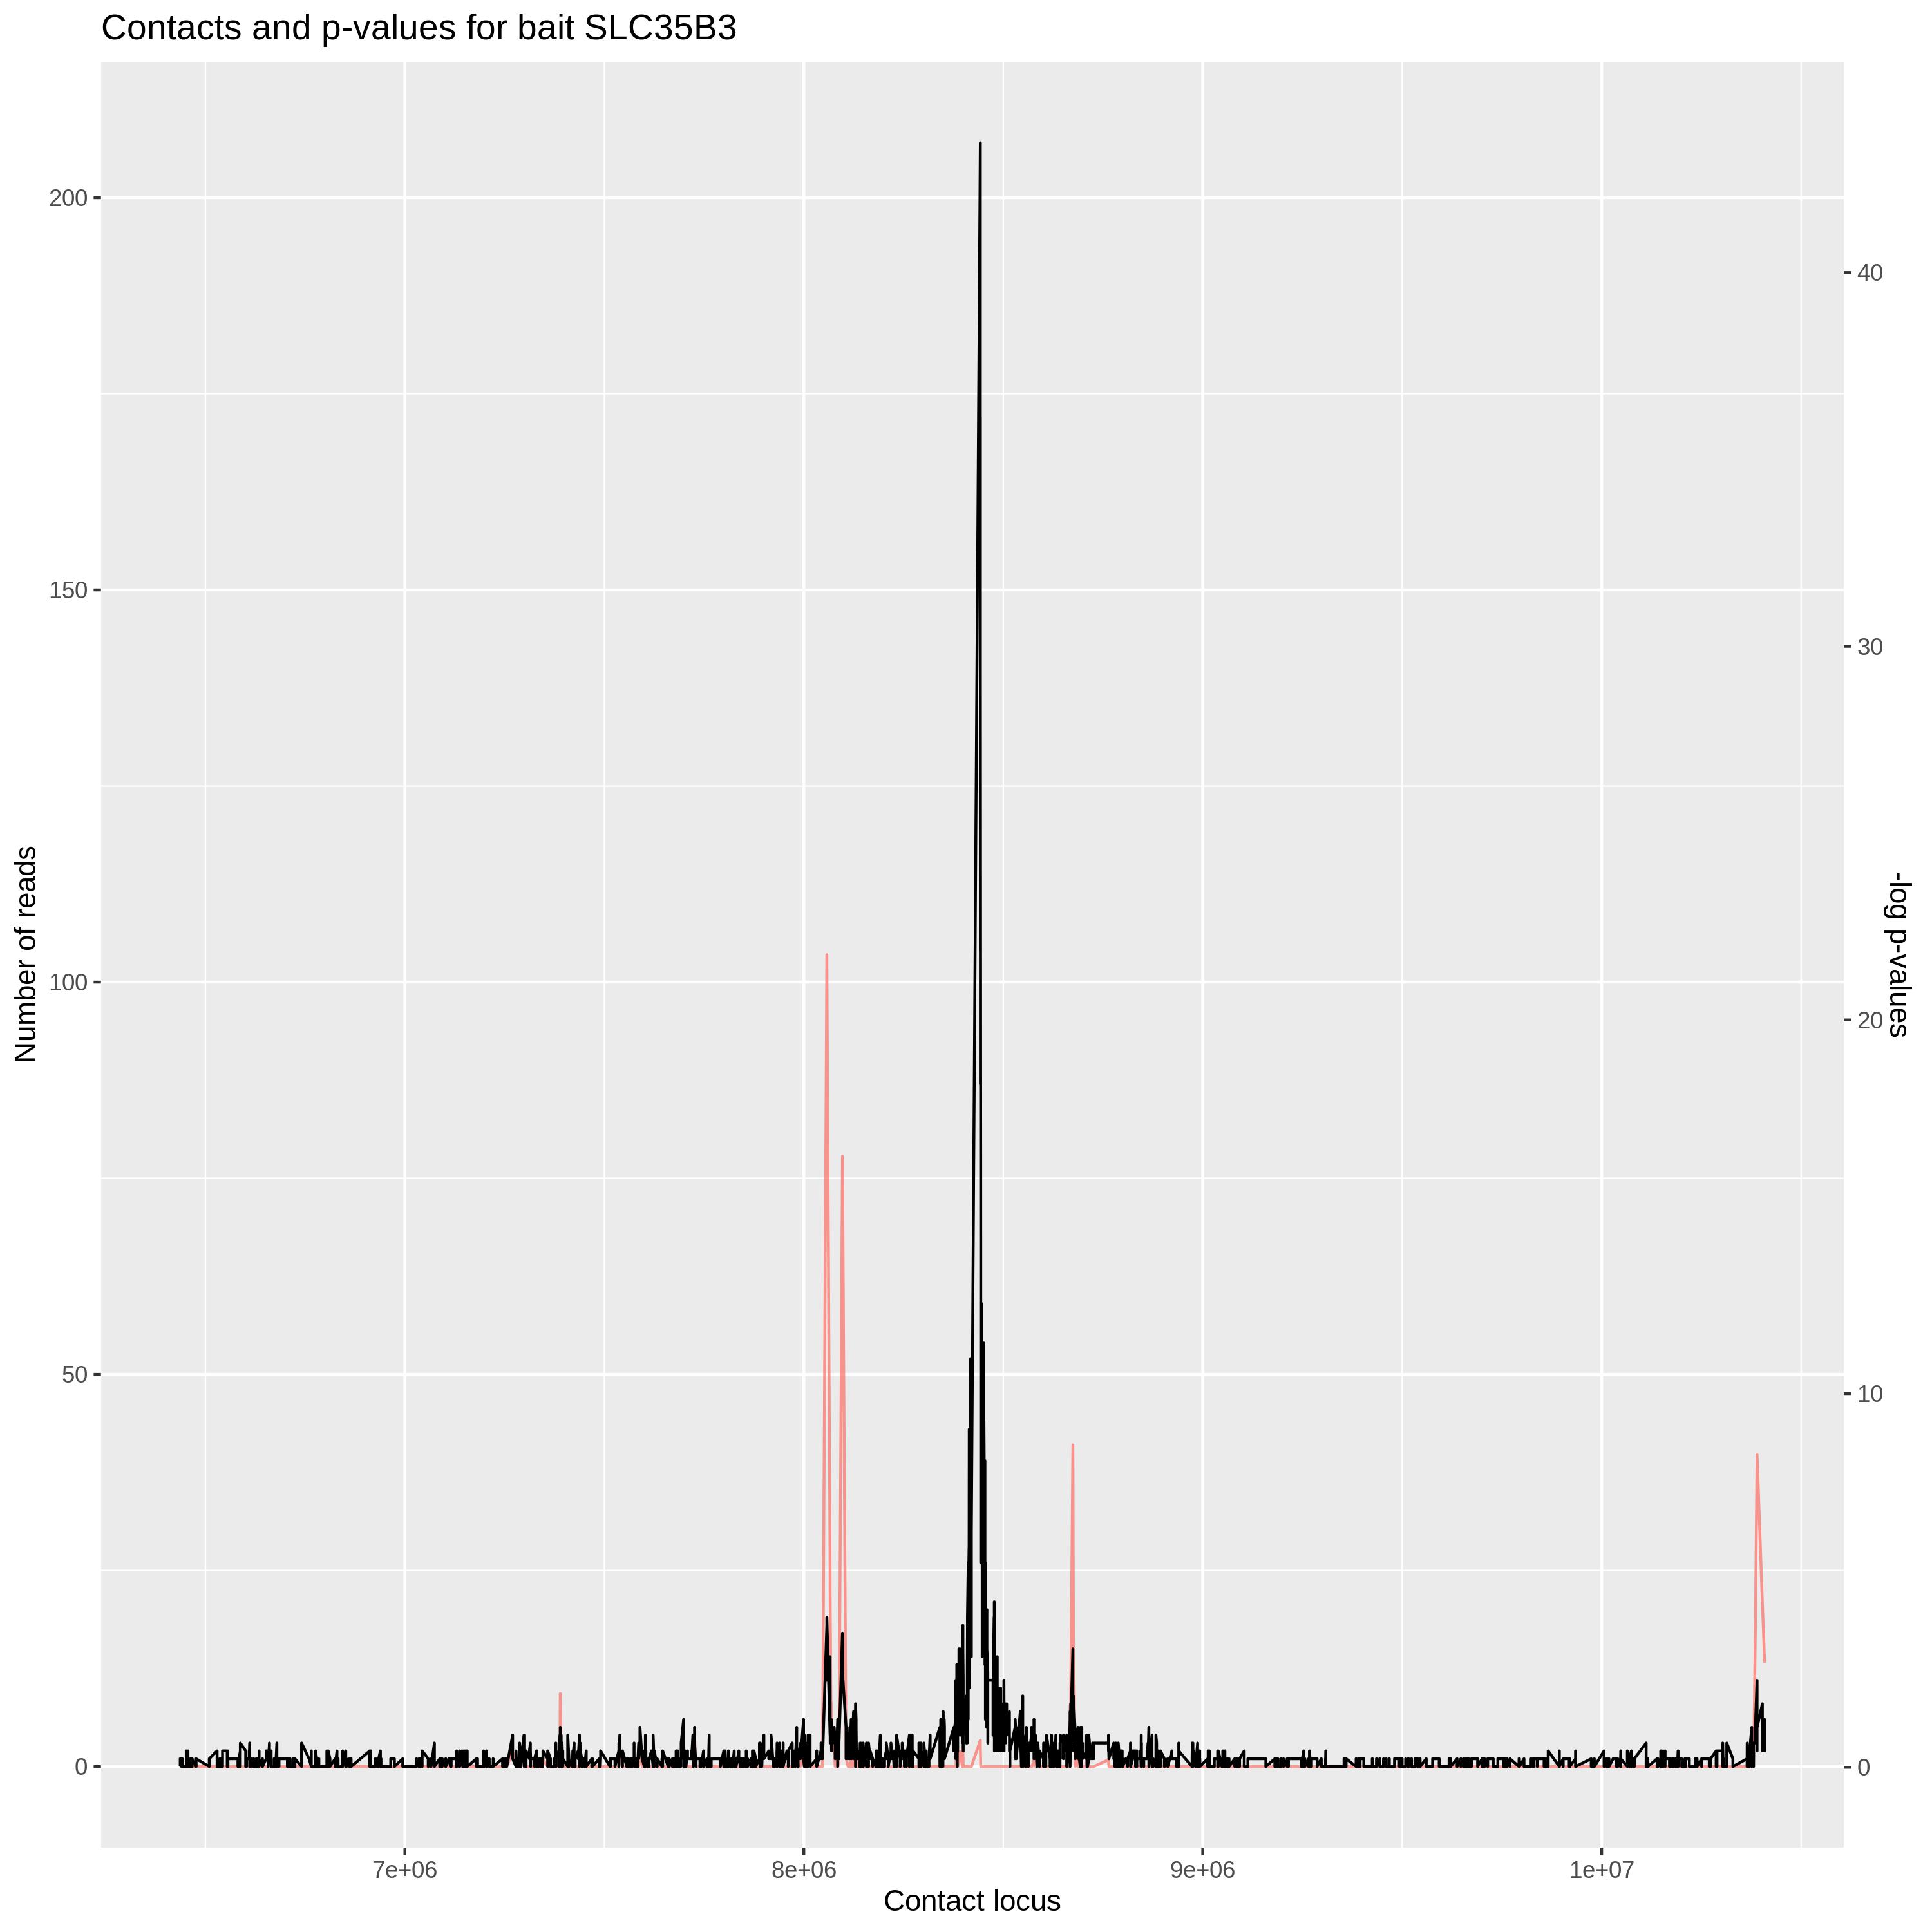 Contacts and p-values for bait SLC35B3
200
150
100
50
0
Number of reads
40
30
20
10
0
-log p-values
7e+06
8e+06
9e+06
1e+07
Contact locus